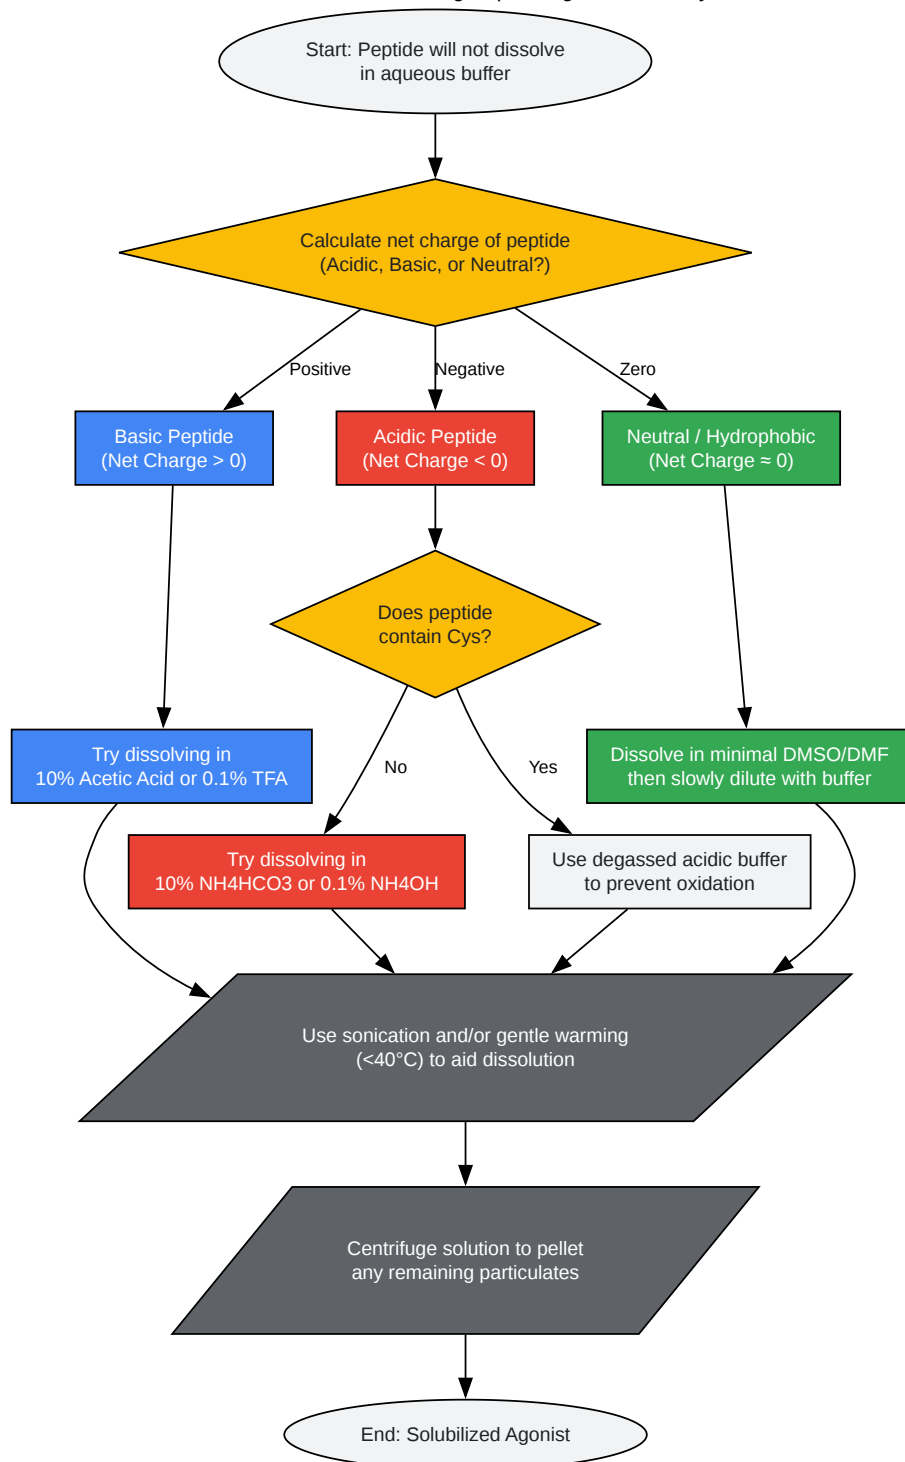 Start: Peptide will not dissolve
in aqueous buffer
Calculate net charge of peptide
(Acidic, Basic, or Neutral?)
Positive
Negative
Zero
Basic Peptide
(Net Charge > 0)
Acidic Peptide
(Net Charge < 0)
Neutral / Hydrophobic
(Net Charge ≈ 0)
Does peptide
contain Cys?
No
Yes
Try dissolving in
10% Acetic Acid or 0.1% TFA
Dissolve in minimal DMSO/DMF
then slowly dilute with buffer
Try dissolving in
10% NH4HCO3 or 0.1% NH4OH
Use degassed acidic buffer
to prevent oxidation
Use sonication and/or gentle warming
(<40°C) to aid dissolution
Centrifuge solution to pellet
any remaining particulates
End: Solubilized Agonist